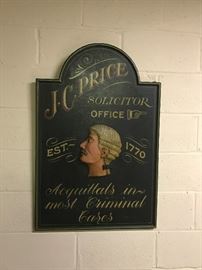 J.C. PRICE
SOLICITOR
OFFICE
EST. 1770
Acquittals in
most Criminal
Cases